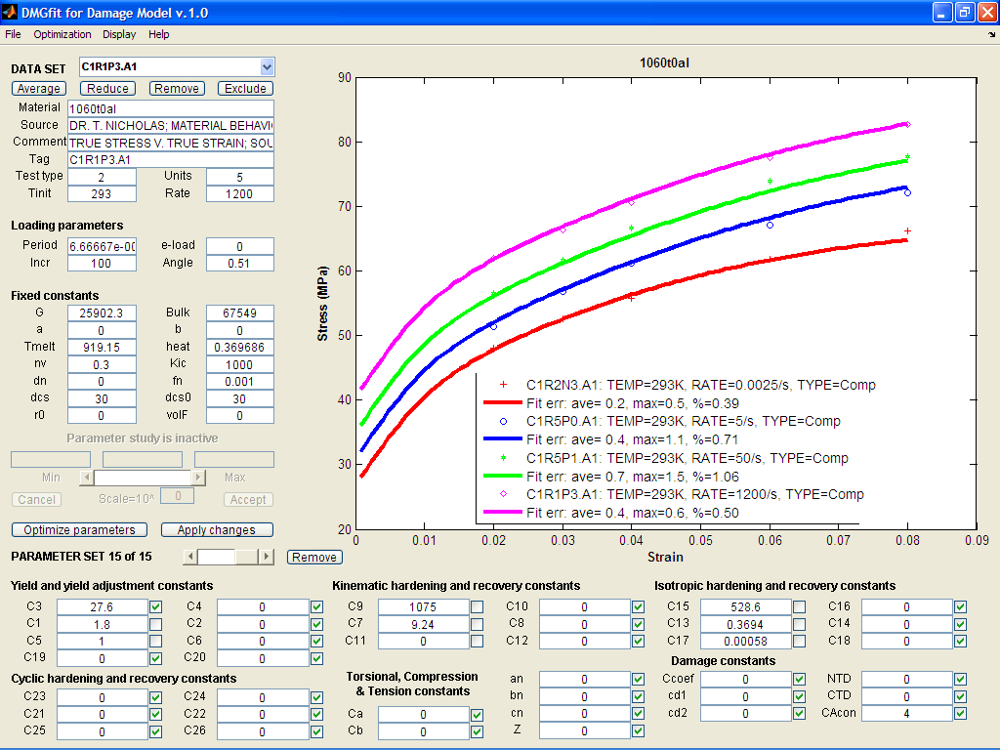 DMGfit for Damage Model v.1.0
File Optimization Display Help
DATA SET C1R1P3.A1
Average Reduce Remove Exclude
Material 1060t0al
Source DR. T. NICHOLAS; MATERIAL BEHAVI
Comment TRUE STRESS V. TRUE STRAIN; SOU
Tag C1R1P3.A1
Test type 2 Units 5
Tinit 293 Rate 1200
Loading parameters
Period 6.66667e-00 e-load 0
Incr 100 Angle 0.51
Fixed constants
G 25902.3 Bulk 67549
a 0 b 0
Tmelt 919.15 heat 0.369686
nv 0.3 Kic 1000
dn 0 fn 0.001
dcs 30 dcs0 30
r0 0 volF 0
Parameter study is inactive
Min Max
Cancel Scale=10^ 0 Accept
Optimize parameters Apply changes
PARAMETER SET 15 of 15 Remove
1060t0al
90
80
70
60
50
40
30
20
Stress (MPa)
C1R2N3.A1: TEMP=293K, RATE=0.0025/s, TYPE=Comp
Fit err: ave= 0.2, max=0.5, %=0.39
C1R5P0.A1: TEMP=293K, RATE=5/s, TYPE=Comp
Fit err: ave= 0.4, max=1.1, %=0.71
C1R5P1.A1: TEMP=293K, RATE=50/s, TYPE=Comp
Fit err: ave= 0.7, max=1.5, %=1.06
C1R1P3.A1: TEMP=293K, RATE=1200/s, TYPE=Comp
Fit err: ave= 0.4, max=0.6, %=0.50
0 0.01 0.02 0.03 0.04 0.05 0.06 0.07 0.08 0.09
Strain
Yield and yield adjustment constants
C3 27.6 C4 0
C1 1.8 C2 0
C5 1 C6 0
C19 0 C20 0
Cyclic hardening and recovery constants
C23 0 C24 0
C21 0 C22 0
C25 0 C26 0
Kinematic hardening and recovery constants
C9 1075 C10 0
C7 9.24 C8 0
C11 0 C12 0
Torsional, Compression
& Tension constants
Ca 0
Cb 0
an 0
bn 0
cn 0
Z 0
Isotropic hardening and recovery constants
C15 528.6 C16 0
C13 0.3694 C14 0
C17 0.00058 C18 0
Damage constants
Ccoef 0 NTD 0
cd1 0 CTD 0
cd2 0 CAcon 4